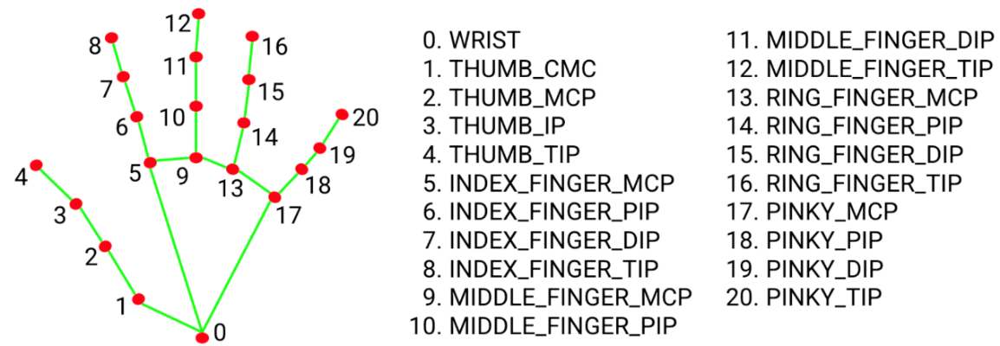 12
8
16
11
7
15
10
20
6
14
4
19
5
9
13
18
3
17
2
1
0
0. WRIST
1. THUMB_CMC
2. THUMB_MCP
3. THUMB_IP
4. THUMB_TIP
5. INDEX_FINGER_MCP
6. INDEX_FINGER_PIP
7. INDEX_FINGER_DIP
8. INDEX_FINGER_TIP
9. MIDDLE_FINGER_MCP
10. MIDDLE_FINGER_PIP
11. MIDDLE_FINGER_DIP
12. MIDDLE_FINGER_TIP
13. RING_FINGER_MCP
14. RING_FINGER_PIP
15. RING_FINGER_DIP
16. RING_FINGER_TIP
17. PINKY_MCP
18. PINKY_PIP
19. PINKY_DIP
20. PINKY_TIP